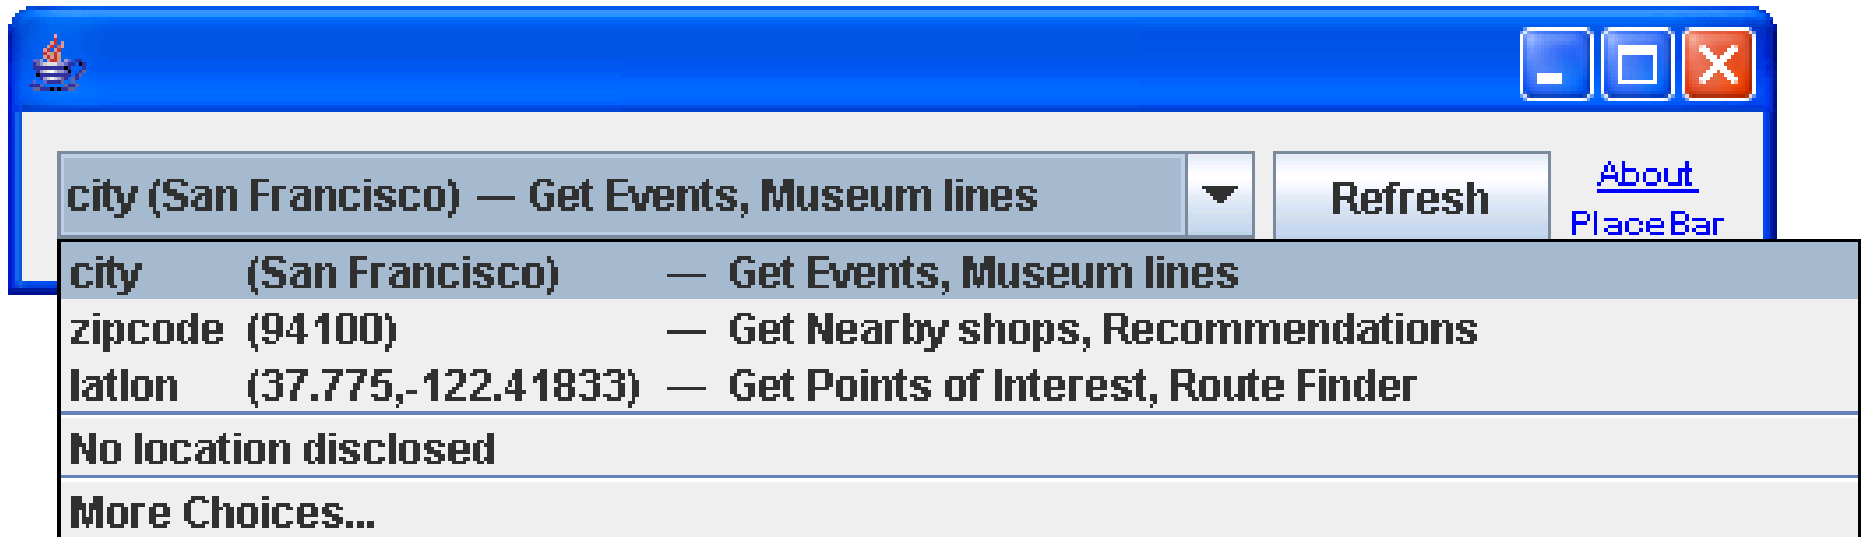 city (San Francisco) — Get Events, Museum lines
Refresh
About
PlaceBar
city (San Francisco) — Get Events, Museum lines
zipcode (94100) — Get Nearby shops, Recommendations
latlon (37.775,-122.41833) — Get Points of Interest, Route Finder
No location disclosed
More Choices...